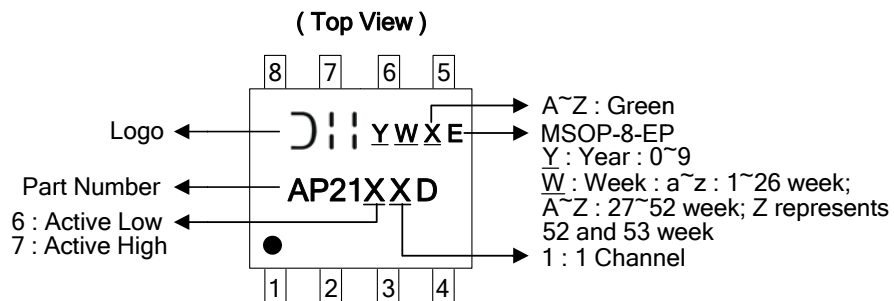 ( Top View )
8 7 6 5
Logo
YWXE
A~Z : Green
MSOP-8-EP
Y : Year : 0~9
W : Week : a~z : 1~26 week;
A~Z : 27~52 week; Z represents
52 and 53 week
Part Number
AP21XXD
6 : Active Low
7 : Active High
1 : 1 Channel
1 2 3 4